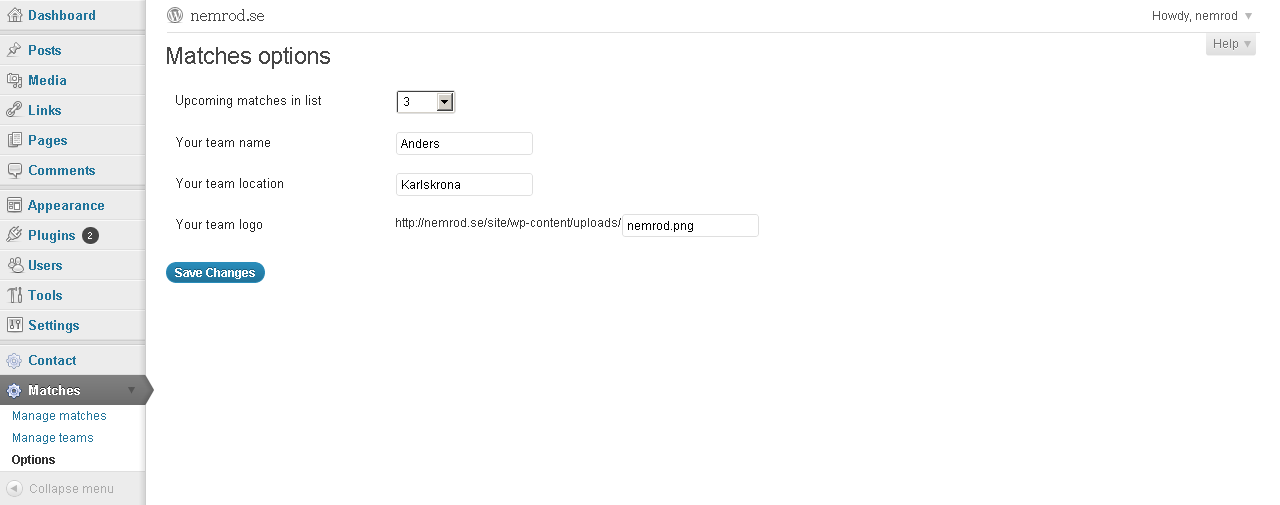 Dashboard
Posts
Media
Links
Pages
Comments
Appearance
Plugins 2
Users
Tools
Settings
Contact
Matches
Manage matches
Manage teams
Options
Collapse menu
nemrod.se
Howdy, nemrod
Help
Matches options
Upcoming matches in list 3
Your team name Anders
Your team location Karlskrona
Your team logo http://nemrod.se/site/wp-content/uploads/ nemrod.png
Save Changes